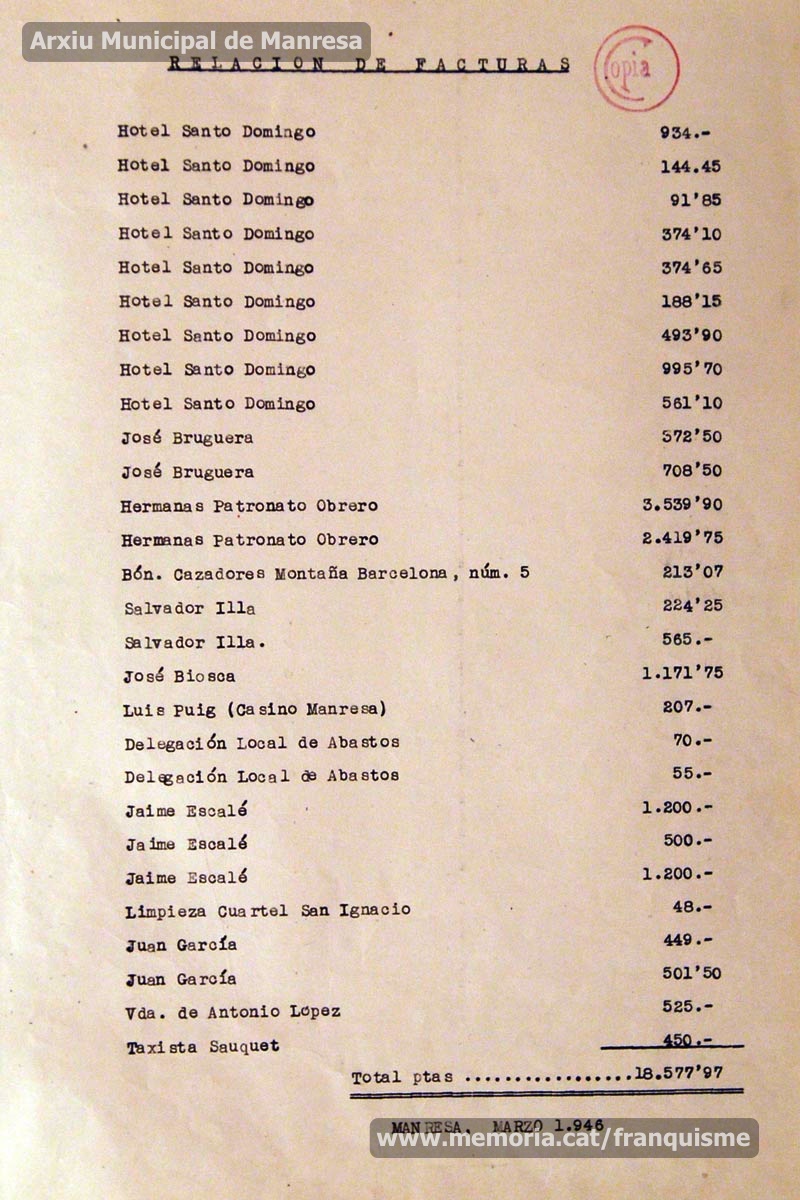 Arxiu Municipal de Manresa
RELACION DE FACTURAS
Copia
Hotel Santo Domingo 934.-
Hotel Santo Domingo 144.45
Hotel Santo Domingo 91'85
Hotel Santo Domingo 374'10
Hotel Santo Domingo 374'65
Hotel Santo Domingo 188'15
Hotel Santo Domingo 493'90
Hotel Santo Domingo 995'70
Hotel Santo Domingo 561'10
José Bruguera 372'50
José Bruguera 708'50
Hermanas Patronato Obrero 3.539'90
Hermanas Patronato Obrero 2.419'75
Bón. Cazadores Montaña Barcelona, núm. 5 213'07
Salvador Illa 224'25
Salvador Illa. 565.-
José Biosca 1.171'75
Luis Puig (Casino Manresa) 207.-
Delegación Local de Abastos 70.-
Delegación Local de Abastos 55.-
Jaime Escalé 1.200.-
Jaime Escalé 500.-
Jaime Escalé 1.200.-
Limpieza Cuartel San Ignacio 48.-
Juan García 449.-
Juan García 501'50
Vda. de Antonio López 525.-
Taxista Sauquet 450.-
Total ptas ..................18.577'97
MANRESA, MARZO 1.946
www.memoria.cat/franquisme